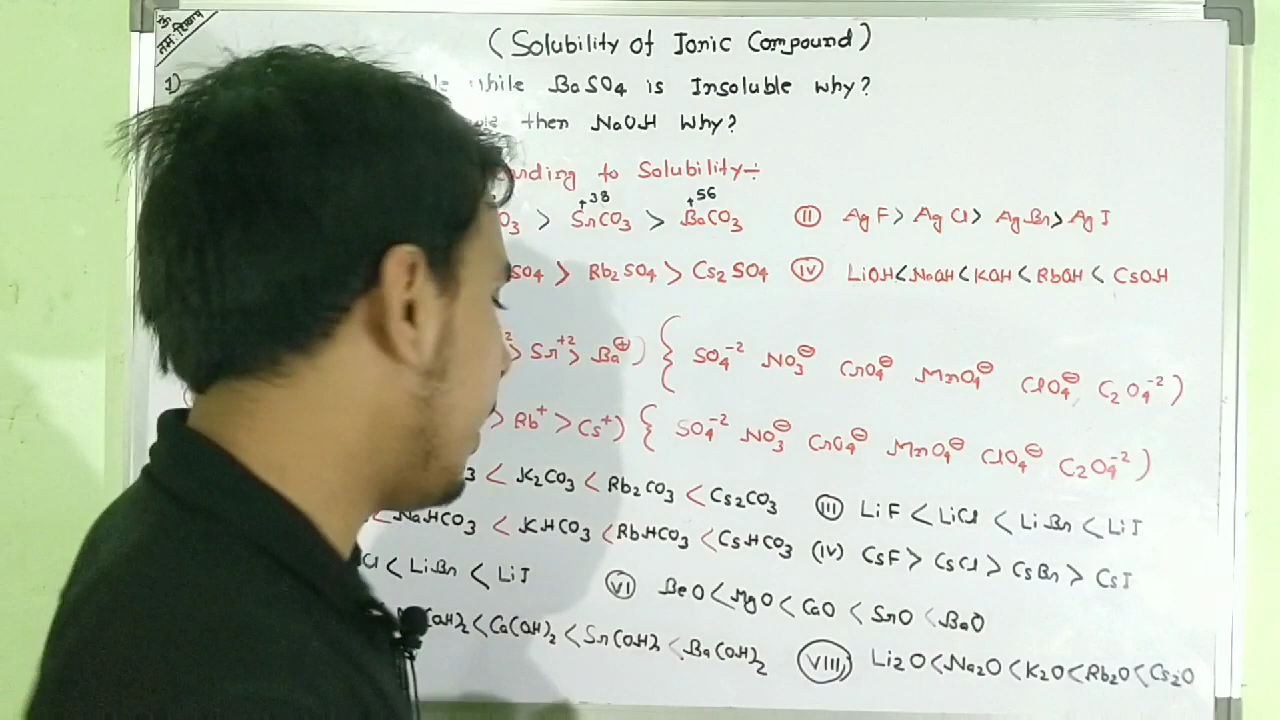 नमःशिवाय
(Solubility of Ionic Compound)
1) while BaSO4 is Insoluble why?
then NaOH Why?
to Solubility÷
+38 +56
O3 > SrCO3 > BaCO3 (II) AgF > AgCl > AgBr > AgI
SO4 > Rb2SO4 > Cs2SO4 (IV) LiOH < NaOH < KOH < RbOH < CsOH
> Sr+2 > Ba⊕) { SO4-2 NO3⊖ CrO4⊖ MnO4⊖ ClO4⊖, C2O4-2)
> Rb+ > Cs+) { SO4-2 NO3⊖ CrO4⊖ MnO4⊖ ClO4⊖ C2O4-2)
3 < K2CO3 < Rb2CO3 < Cs2CO3 (III) LiF < LiCl < LiBr < LiI
< NaHCO3 < KHCO3 < RbHCO3 < CsHCO3 (IV) CsF > CsCl > CsBr > CsI
Cl < LiBr < LiI (VI) BeO < MgO < CaO < SrO < BaO
(OH)2 < Ca(OH)2 < Sr(OH)2 < Ba(OH)2 (VIII) Li2O < Na2O < K2O < Rb2O < Cs2O